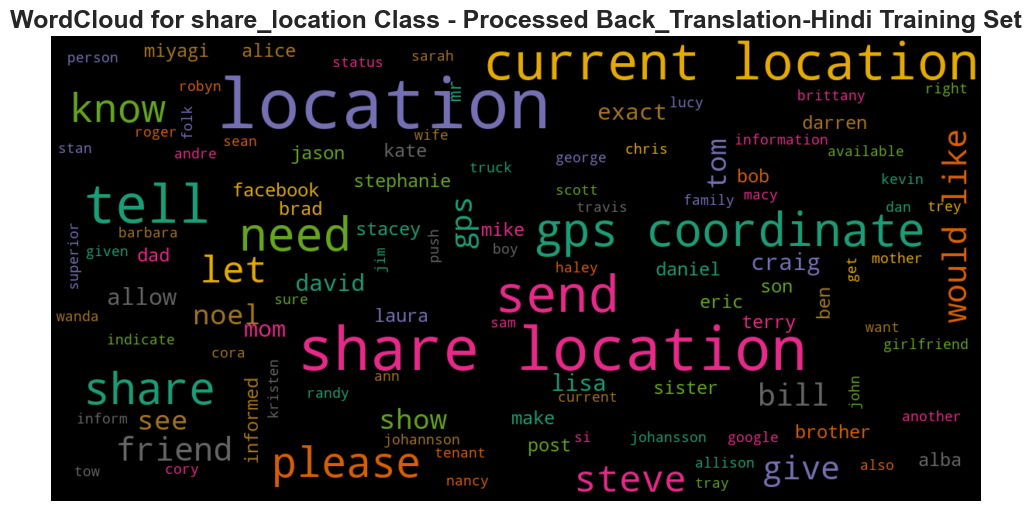 WordCloud for share_location Class - Processed Back_Translation-Hindi Training Set
person miyagi alice status sarah current location
robyn know folk location mr lucy exact brittany right
roger sean wife darren
stan andre jason kate chris information available would like
george tom bob
truck kevin
tell facebook stephanie scott family macy
brad travis dan trey
barbara need stacey gps mike gps coordinate
superior given dad jim push boy mother
let haley daniel craig get
david send son
allow sure eric ben
wanda noel mom laura sam terry want
indicate share location girlfriend
cora
share kristen randy ann lisa current sister bill john
inform see informed show make another
friend johannson post si johansson google brother
tenant
tow cory please nancy steve allison give also alba
tray